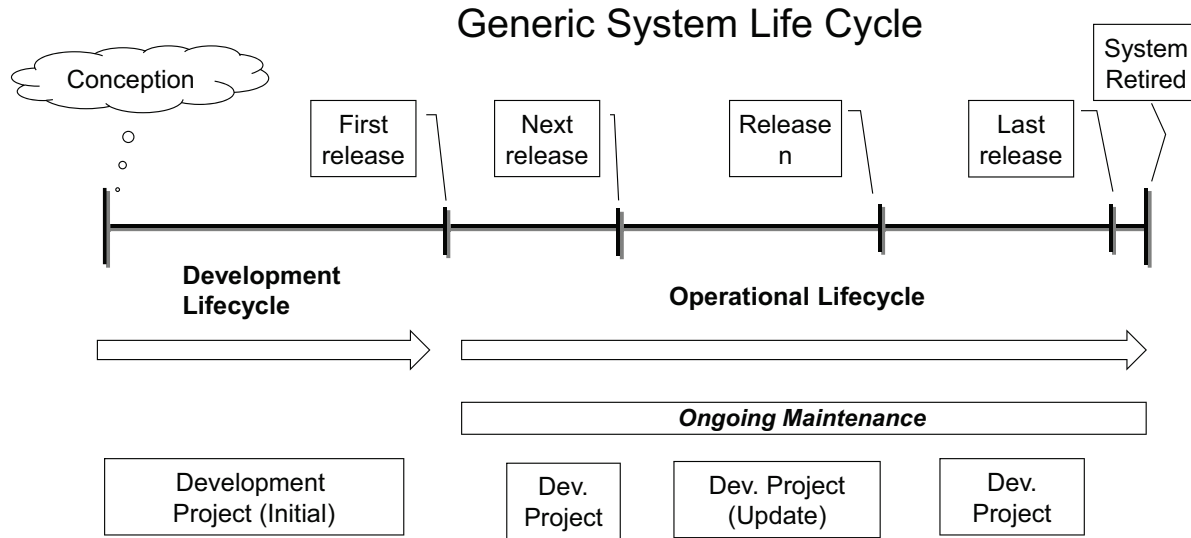 Generic System Life Cycle
Conception
System
Retired
First
release
Next
release
Release
n
Last
release
Development
Lifecycle
Operational Lifecycle
Ongoing Maintenance
Development
Project (Initial)
Dev.
Project
Dev. Project
(Update)
Dev.
Project